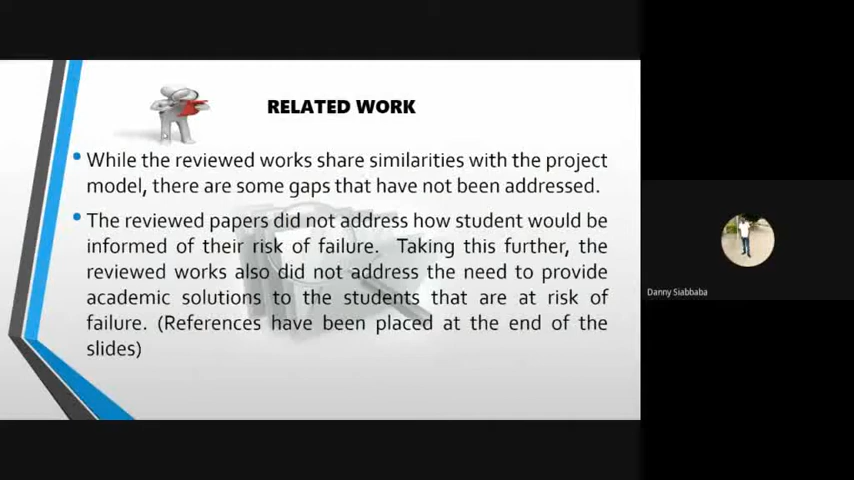 RELATED WORK
While the reviewed works share similarities with the project
model, there are some gaps that have not been addressed.
The reviewed papers did not address how student would be
informed of their risk of failure. Taking this further, the
reviewed works also did not address the need to provide
academic solutions to the students that are at risk of
failure. (References have been placed at the end of the
slides)
Danny Siabbaba